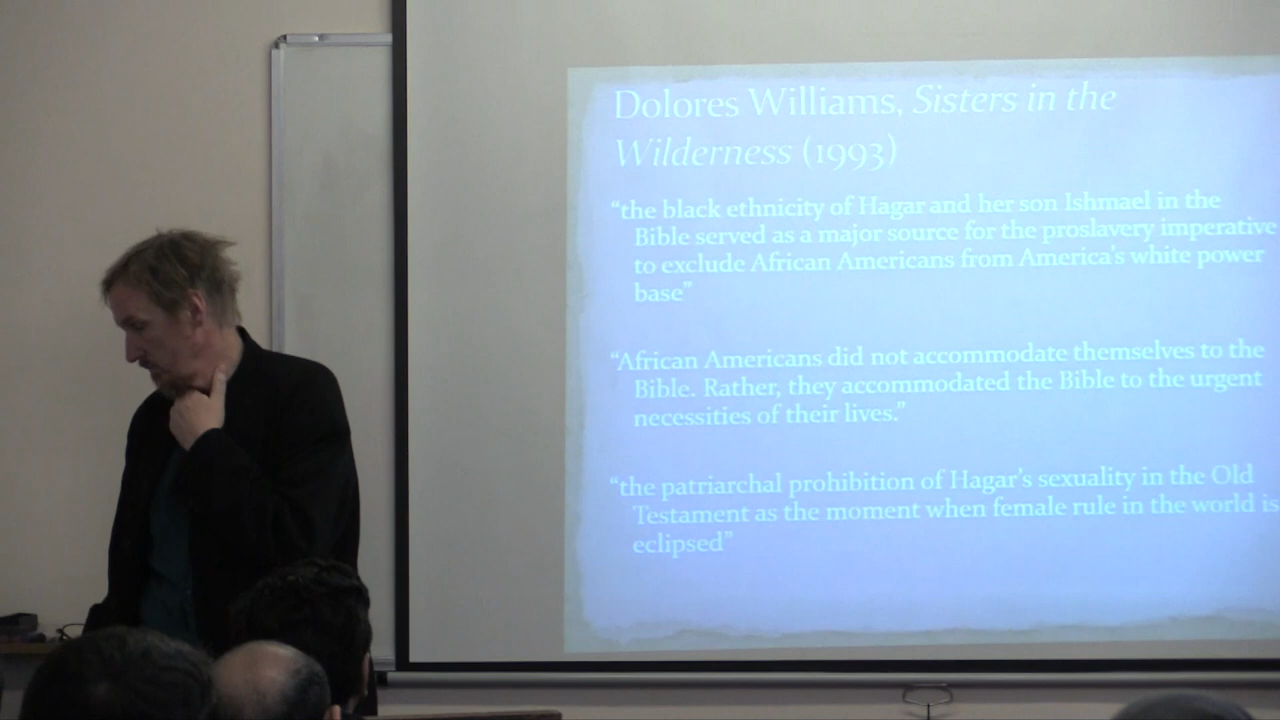 Dolores Williams, Sisters in the
Wilderness (1993)
“the black ethnicity of Hagar and her son Ishmael in the
Bible served as a major source for the proslavery imperative
to exclude African Americans from America's white power
base”
“African Americans did not accommodate themselves to the
Bible. Rather, they accommodated the Bible to the urgent
necessities of their lives.”
“the patriarchal prohibition of Hagar's sexuality in the Old
Testament as the moment when female rule in the world is
eclipsed”